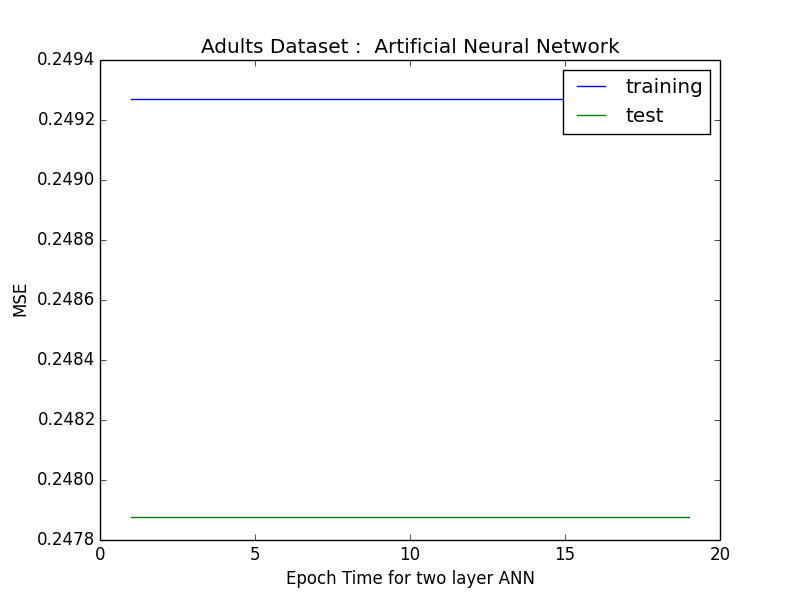 Adults Dataset :  Artificial Neural Network
0.2494
0.2492
0.2490
0.2488
0.2486
0.2484
0.2482
0.2480
0.2478
MSE
training
test
0 5 10 15 20
Epoch Time for two layer ANN